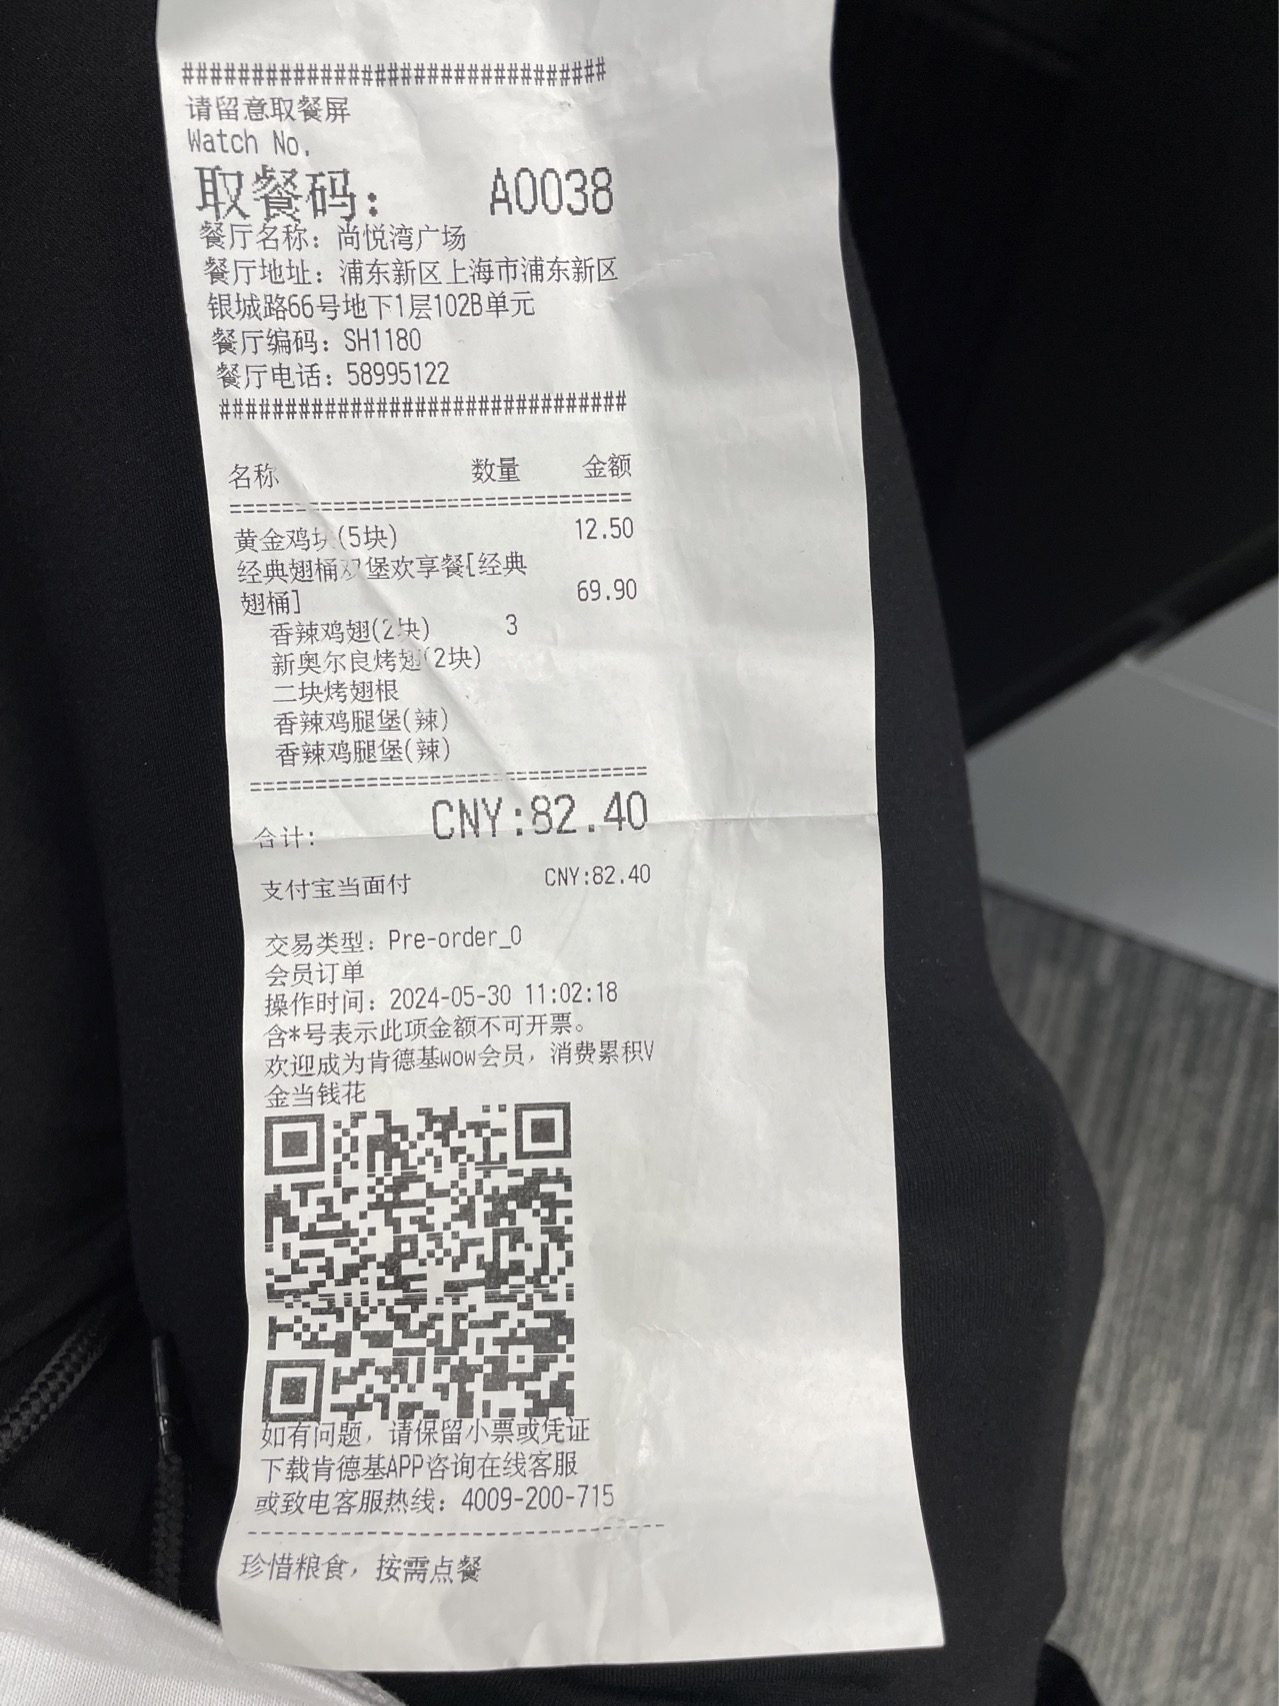 ################################
请留意取餐屏
Watch No.
取餐码： A0038
餐厅名称：尚悦湾广场
餐厅地址：浦东新区上海市浦东新区
银城路66号地下1层102B单元
餐厅编码：SH1180
餐厅电话：58995122
################################
名称 数量 金额
================================
黄金鸡块(5块) 12.50
经典翅桶双堡欢享餐[经典
翅桶] 69.90
香辣鸡翅(2块) 3
新奥尔良烤翅(2块)
二块烤翅根
香辣鸡腿堡(辣)
香辣鸡腿堡(辣)
================================
合计： CNY:82.40
支付宝当面付 CNY:82.40
交易类型：Pre-order_0
会员订单
操作时间：2024-05-30 11:02:18
含*号表示此项金额不可开票。
欢迎成为肯德基wow会员，消费累积V
金当钱花
如有问题，请保留小票或凭证
下载肯德基APP咨询在线客服
或致电客服热线：4009-200-715
--------------------------------
珍惜粮食，按需点餐